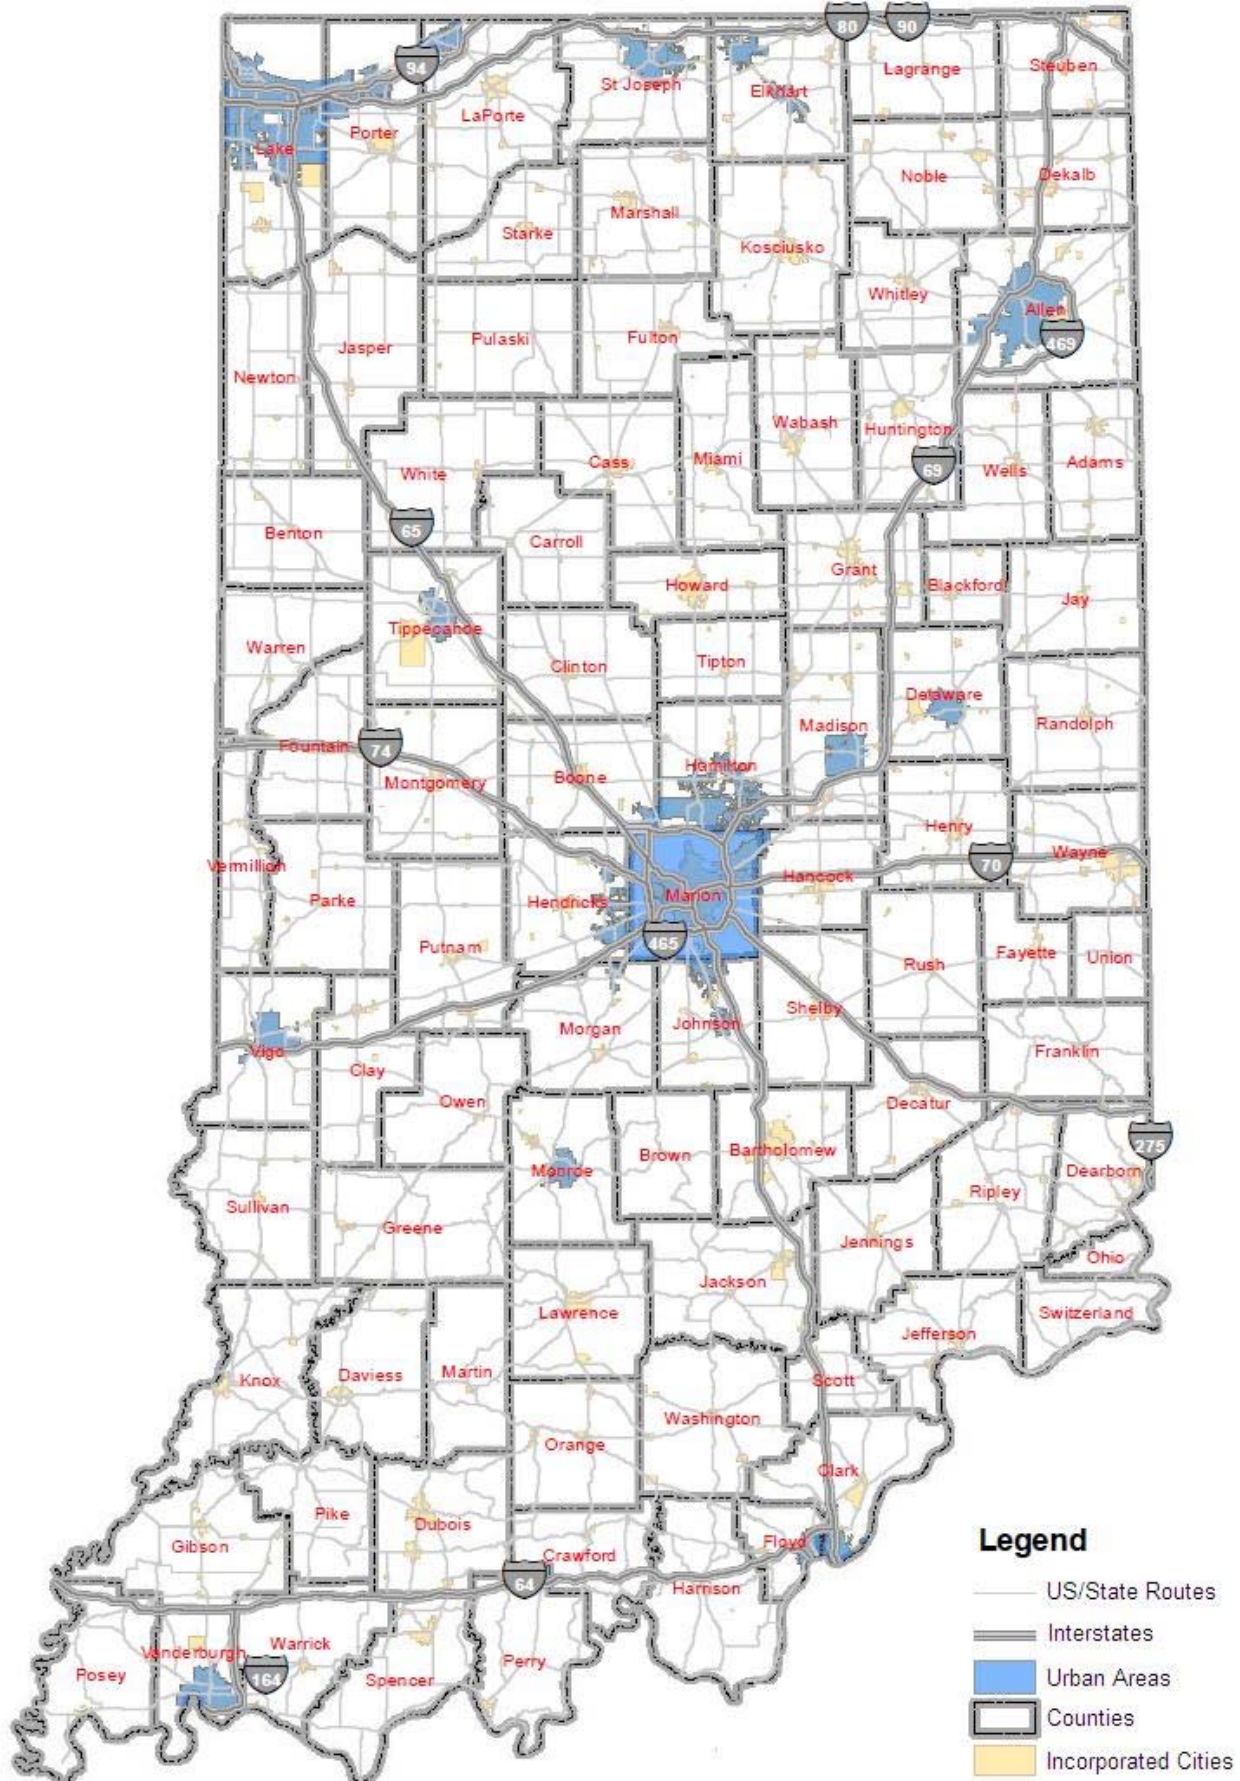 80
90
94
St Joseph
Elkhart
Lagrange
Steuben
LaPorte
Porter
Lake
Noble
Dekalb
Marshall
Starke
Kosciusko
Whitley
Allen
469
Pulaski
Fulton
Jasper
Newton
Wabash
Huntington
White
Cass
Miami
69
Wells
Adams
65
Benton
Carroll
Grant
Howard
Blackford
Jay
Tippecanoe
Warren
Clinton
Tipton
Delaware
Randolph
Madison
Fountain
74
Hamilton
Montgomery
Boone
Henry
Wayne
70
Vermillion
Hancock
Parke
Hendricks
Marion
465
Putnam
Rush
Fayette
Union
Shelby
Morgan
Johnson
Vigo
Clay
Franklin
Owen
Decatur
275
Monroe
Brown
Bartholomew
Dearborn
Ripley
Sullivan
Greene
Jennings
Ohio
Jackson
Lawrence
Switzerland
Jefferson
Knox
Daviess
Martin
Scott
Washington
Orange
Clark
Pike
Dubois
Gibson
Floyd
Crawford
64
Harrison
Vanderburgh
Warrick
Posey
164
Spencer
Perry
Legend
US/State Routes
Interstates
Urban Areas
Counties
Incorporated Cities